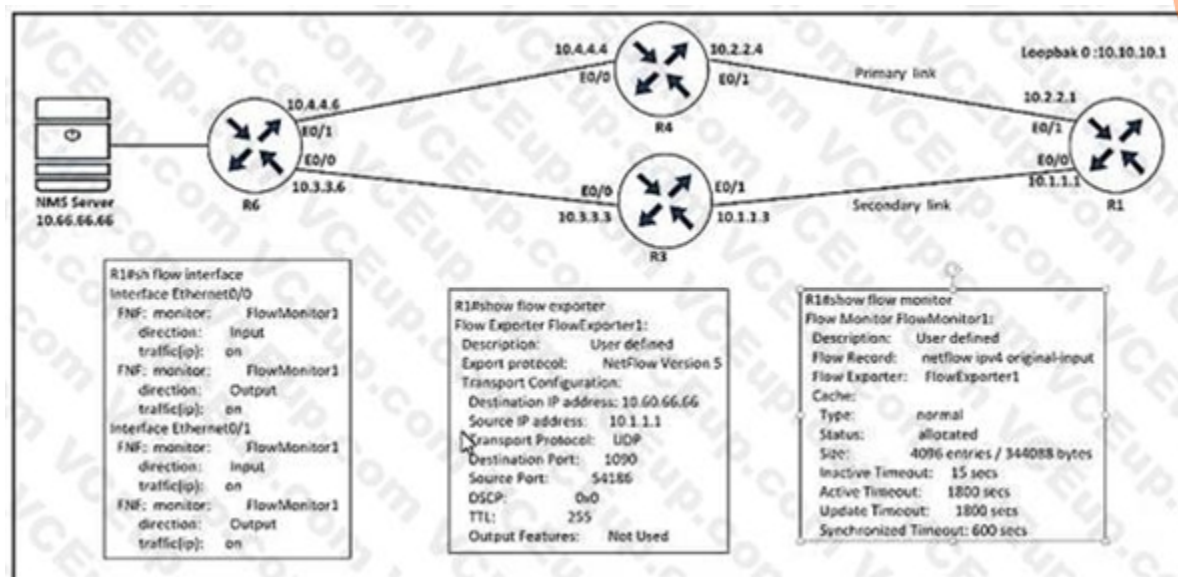 10.4.4.4
E0/0
10.2.2.4
E0/1
R4
Primary link
Loopbak 0 :10.10.10.1
10.2.2.1
E0/1
E0/0
10.1.1.1
R1
10.4.4.6
E0/1
E0/0
10.3.3.6
R6
NMS Server
10.66.66.66
E0/0
10.3.3.3
E0/1
10.1.1.3
R3
Secondary link
R1#sh flow interface
Interface Ethernet0/0
FNF: monitor: FlowMonitor1
direction: Input
traffic(ip): on
FNF: monitor: FlowMonitor1
direction: Output
traffic(ip): on
Interface Ethernet0/1
FNF: monitor: FlowMonitor1
direction: Input
traffic(ip): on
FNF: monitor: FlowMonitor1
direction: Output
traffic(ip): on
R1#show flow exporter
Flow Exporter FlowExporter1:
Description: User defined
Export protocol: NetFlow Version 5
Transport Configuration:
Destination IP address: 10.60.66.66
Source IP address: 10.1.1.1
Transport Protocol: UDP
Destination Port: 1090
Source Port: 54186
DSCP: 0x0
TTL: 255
Output Features: Not Used
R1#show flow monitor
Flow Monitor FlowMonitor1:
Description: User defined
Flow Record: netflow ipv4 original-input
Flow Exporter: FlowExporter1
Cache:
Type: normal
Status: allocated
Size: 4096 entries / 344088 bytes
Inactive Timeout: 15 secs
Active Timeout: 1800 secs
Update Timeout: 1800 secs
Synchronized Timeout: 600 secs
VCEup.com